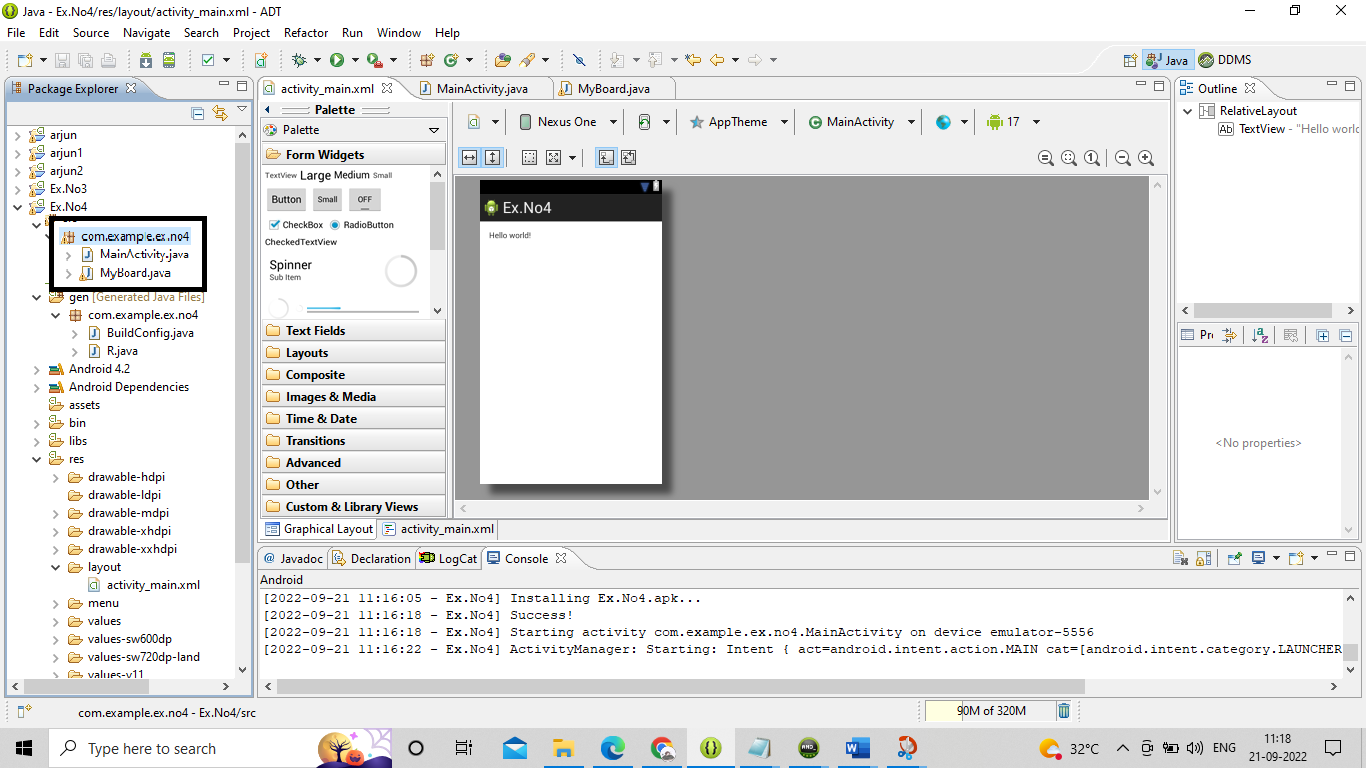 Java - Ex.No4/res/layout/activity_main.xml - ADT
File Edit Source Navigate Search Project Refactor Run Window Help
Java DDMS
Package Explorer
arjun
arjun1
arjun2
Ex.No3
Ex.No4
com.example.ex.no4
MainActivity.java
MyBoard.java
gen [Generated Java Files]
com.example.ex.no4
BuildConfig.java
R.java
Android 4.2
Android Dependencies
assets
bin
libs
res
drawable-hdpi
drawable-ldpi
drawable-mdpi
drawable-xhdpi
drawable-xxhdpi
layout
activity_main.xml
menu
values
values-sw600dp
values-sw720dp-land
values-v11
activity_main.xml MainActivity.java MyBoard.java
Palette
Palette
Form Widgets
TextView Large Medium Small
Button Small OFF
CheckBox RadioButton
CheckedTextView
Spinner
Sub Item
Text Fields
Layouts
Composite
Images & Media
Time & Date
Transitions
Advanced
Other
Custom & Library Views
Nexus One AppTheme MainActivity 17
Ex.No4
Hello world!
Graphical Layout activity_main.xml
Outline
RelativeLayout
Ab TextView - "Hello world
Pr
<No properties>
@ Javadoc Declaration LogCat Console
Android
[2022-09-21 11:16:05 - Ex.No4] Installing Ex.No4.apk...
[2022-09-21 11:16:18 - Ex.No4] Success!
[2022-09-21 11:16:18 - Ex.No4] Starting activity com.example.ex.no4.MainActivity on device emulator-5556
[2022-09-21 11:16:22 - Ex.No4] ActivityManager: Starting: Intent { act=android.intent.action.MAIN cat=[android.intent.category.LAUNCHER
com.example.ex.no4 - Ex.No4/src
90M of 320M
Type here to search
32°C
ENG
11:18
21-09-2022